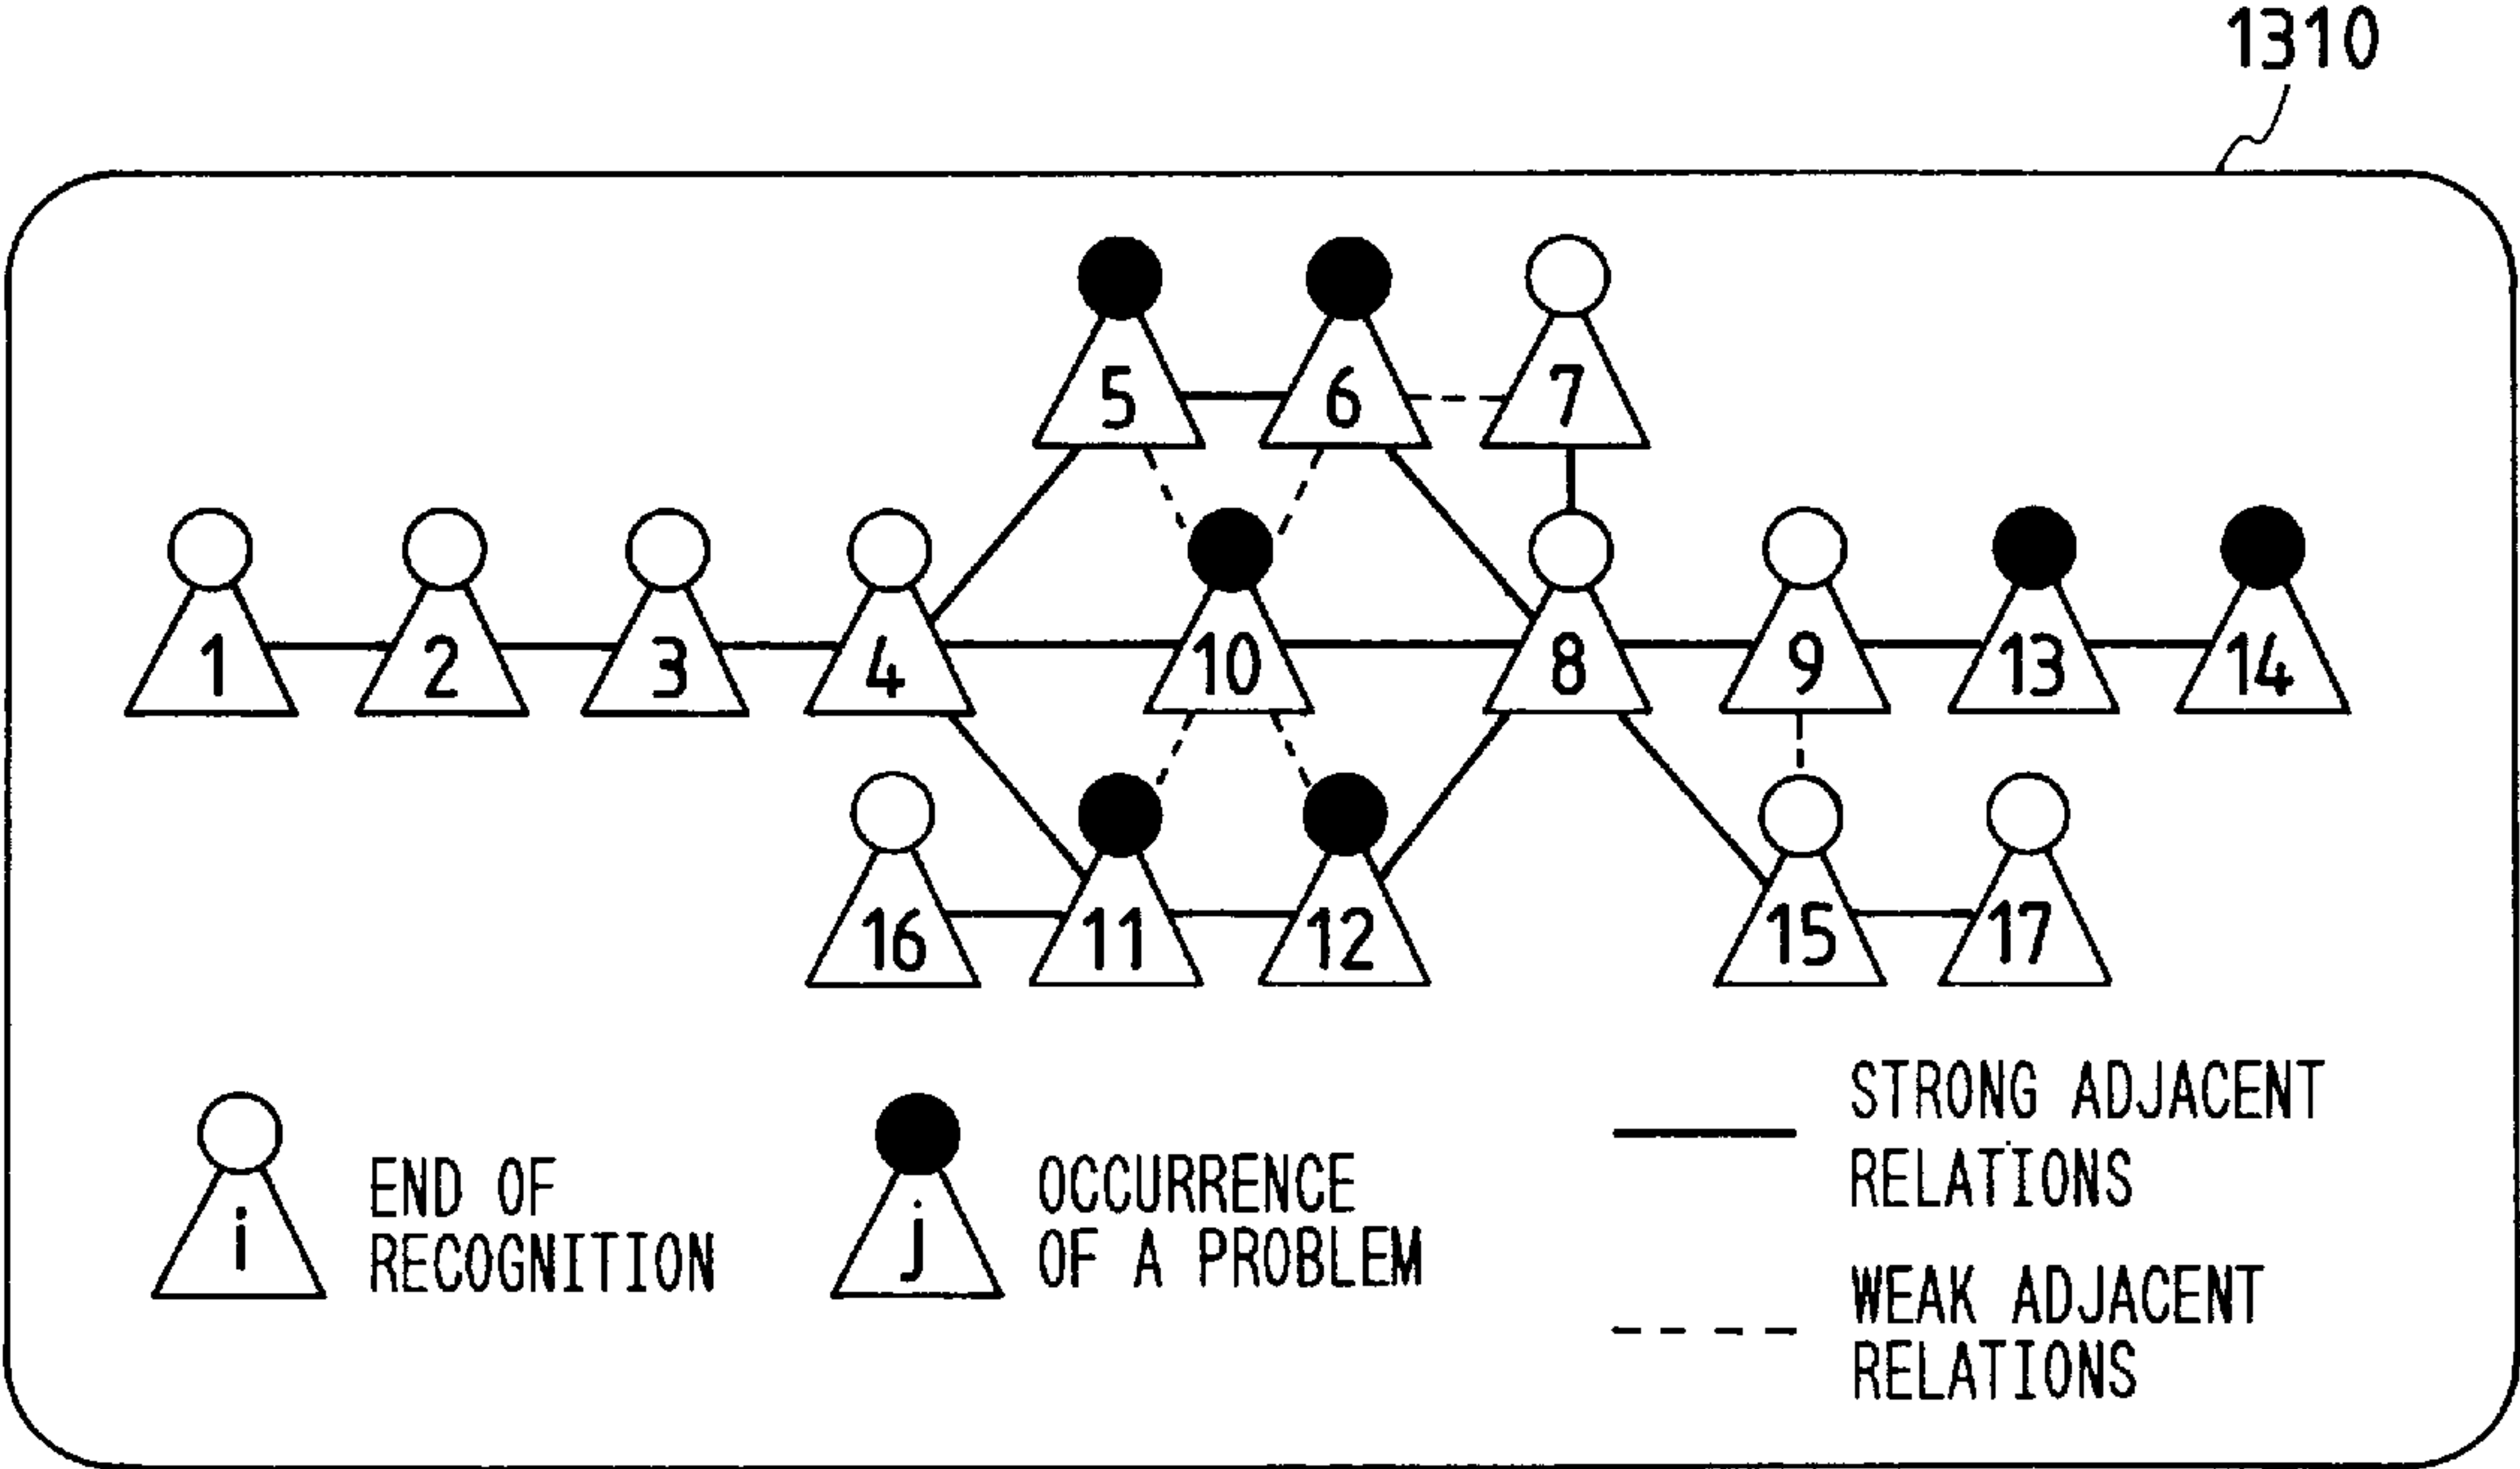 1310
5 6 7
1 2 3 4 10 8 9 13 14
16 11 12 15 17
i
END OF
RECOGNITION
j
OCCURRENCE
OF A PROBLEM
STRONG ADJACENT
RELATIONS
WEAK ADJACENT
RELATIONS